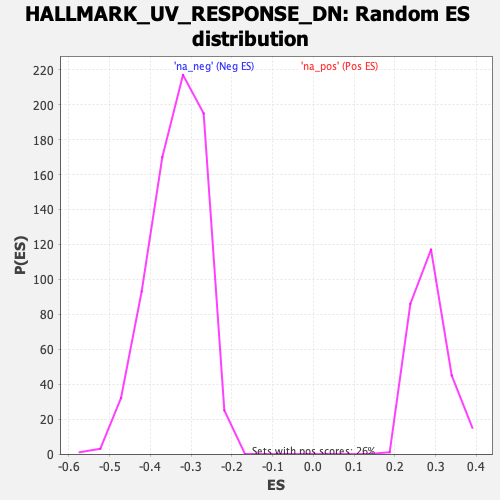 HALLMARK_UV_RESPONSE_DN: Random ES
distribution
'na_neg' (Neg ES) 'na_pos' (Pos ES)
220
200
180
160
140
120
100
80
60
40
20
0
P(ES)
Sets with pos scores: 26%
-0.6 -0.5 -0.4 -0.3 -0.2 -0.1 0.0 0.1 0.2 0.3 0.4
ES